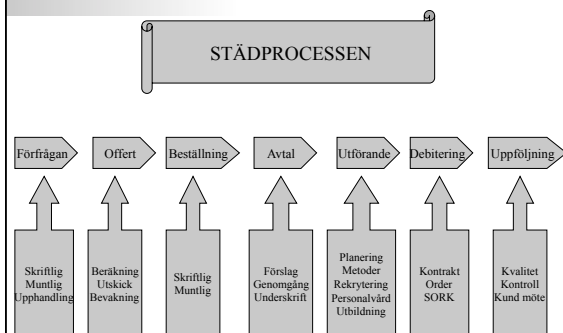 STÄDPROCESSEN
Förfrågan
Offert
Beställning
Avtal
Utförande
Debitering
Uppföljning
Skriftlig
Muntlig
Upphandling
Beräkning
Utskick
Bevakning
Skriftlig
Muntlig
Förslag
Genomgång
Underskrift
Planering
Metoder
Rekrytering
Personalvård
Utbildning
Kontrakt
Order
SORK
Kvalitet
Kontroll
Kund möte